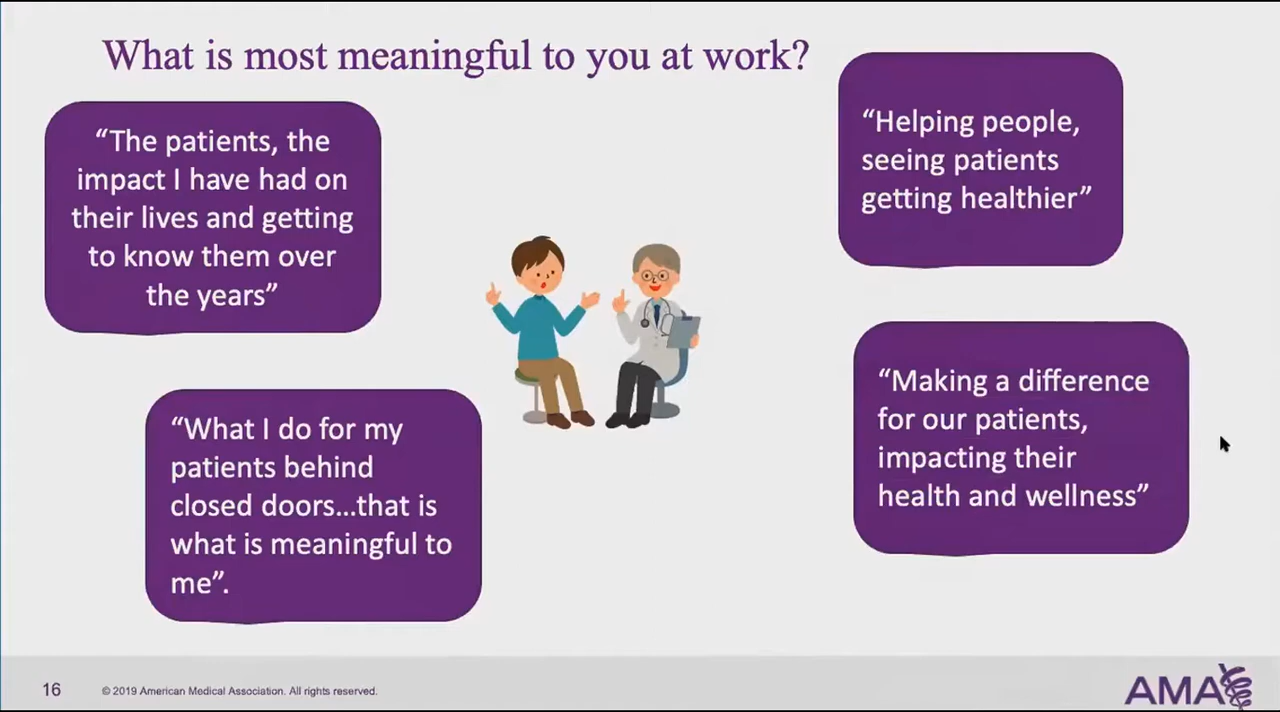 What is most meaningful to you at work?
“The patients, the
impact I have had on
their lives and getting
to know them over
the years”
“Helping people,
seeing patients
getting healthier”
“What I do for my
patients behind
closed doors...that is
what is meaningful to
me”.
“Making a difference
for our patients,
impacting their
health and wellness”
16
© 2019 American Medical Association. All rights reserved.
AMA